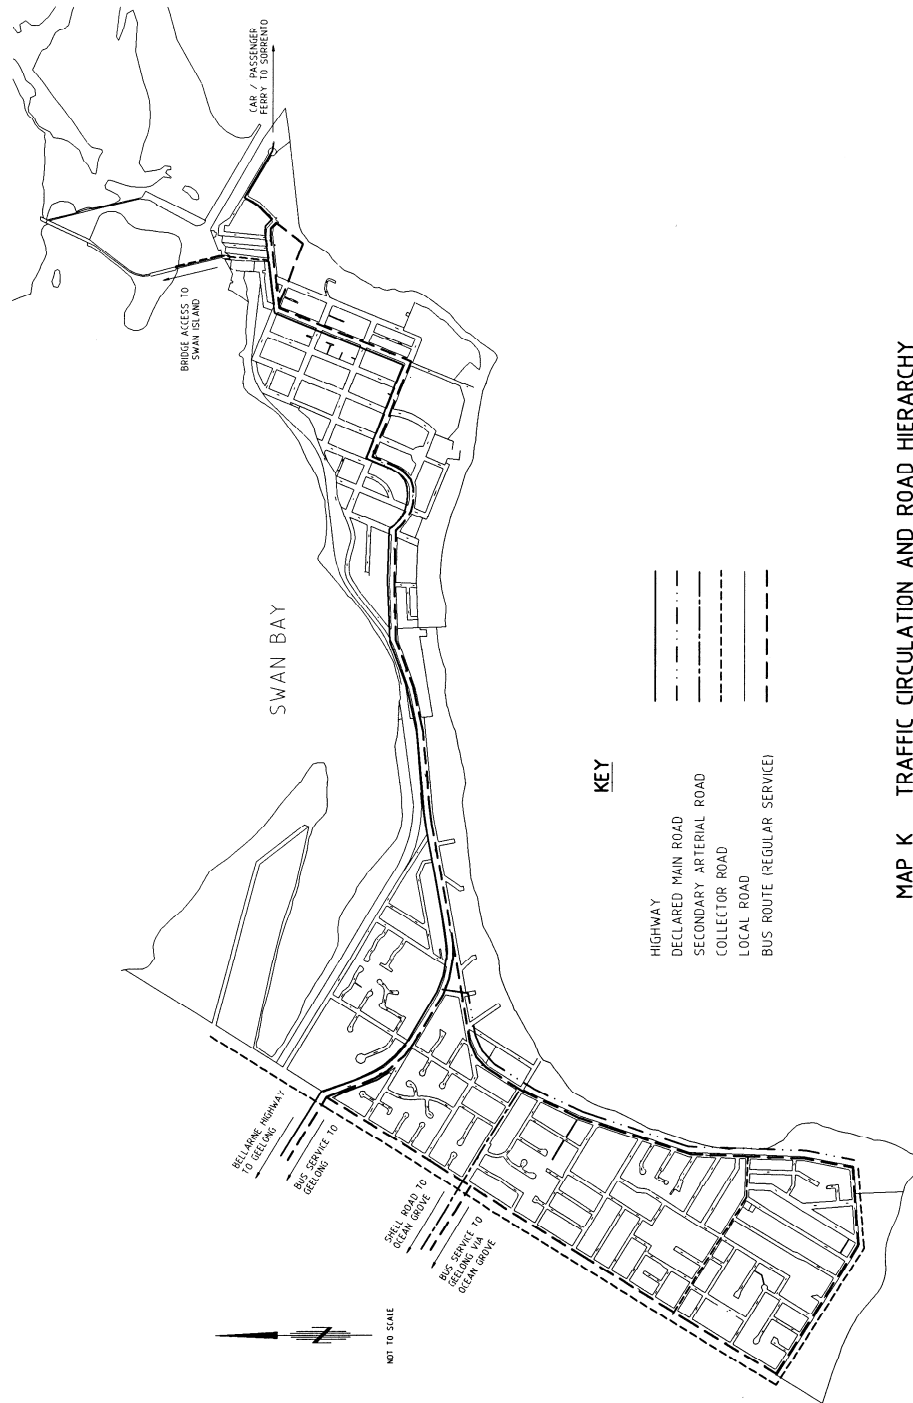 CAR / PASSENGER
FERRY TO SORRENTO
BRIDGE ACCESS TO
SWAN ISLAND
SWAN BAY
BELLARINE HIGHWAY
TO GEELONG
BUS SERVICE TO
GEELONG
SHELL ROAD TO
OCEAN GROVE
BUS SERVICE TO
GEELONG VIA
OCEAN GROVE
NOT TO SCALE
KEY
HIGHWAY
DECLARED MAIN ROAD
SECONDARY ARTERIAL ROAD
COLLECTOR ROAD
LOCAL ROAD
BUS ROUTE (REGULAR SERVICE)
MAP K TRAFFIC CIRCULATION AND ROAD HIERARCHY